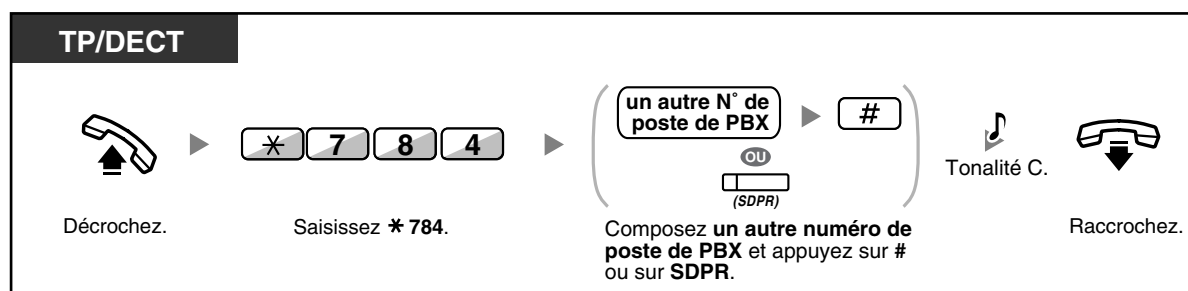 TP/DECT
un autre N° de
poste de PBX
#
OU
(SDPR)
* 7 8 4
Tonalité C.
Décrochez.
Saisissez * 784.
Composez un autre numéro de
poste de PBX et appuyez sur #
ou sur SDPR.
Raccrochez.